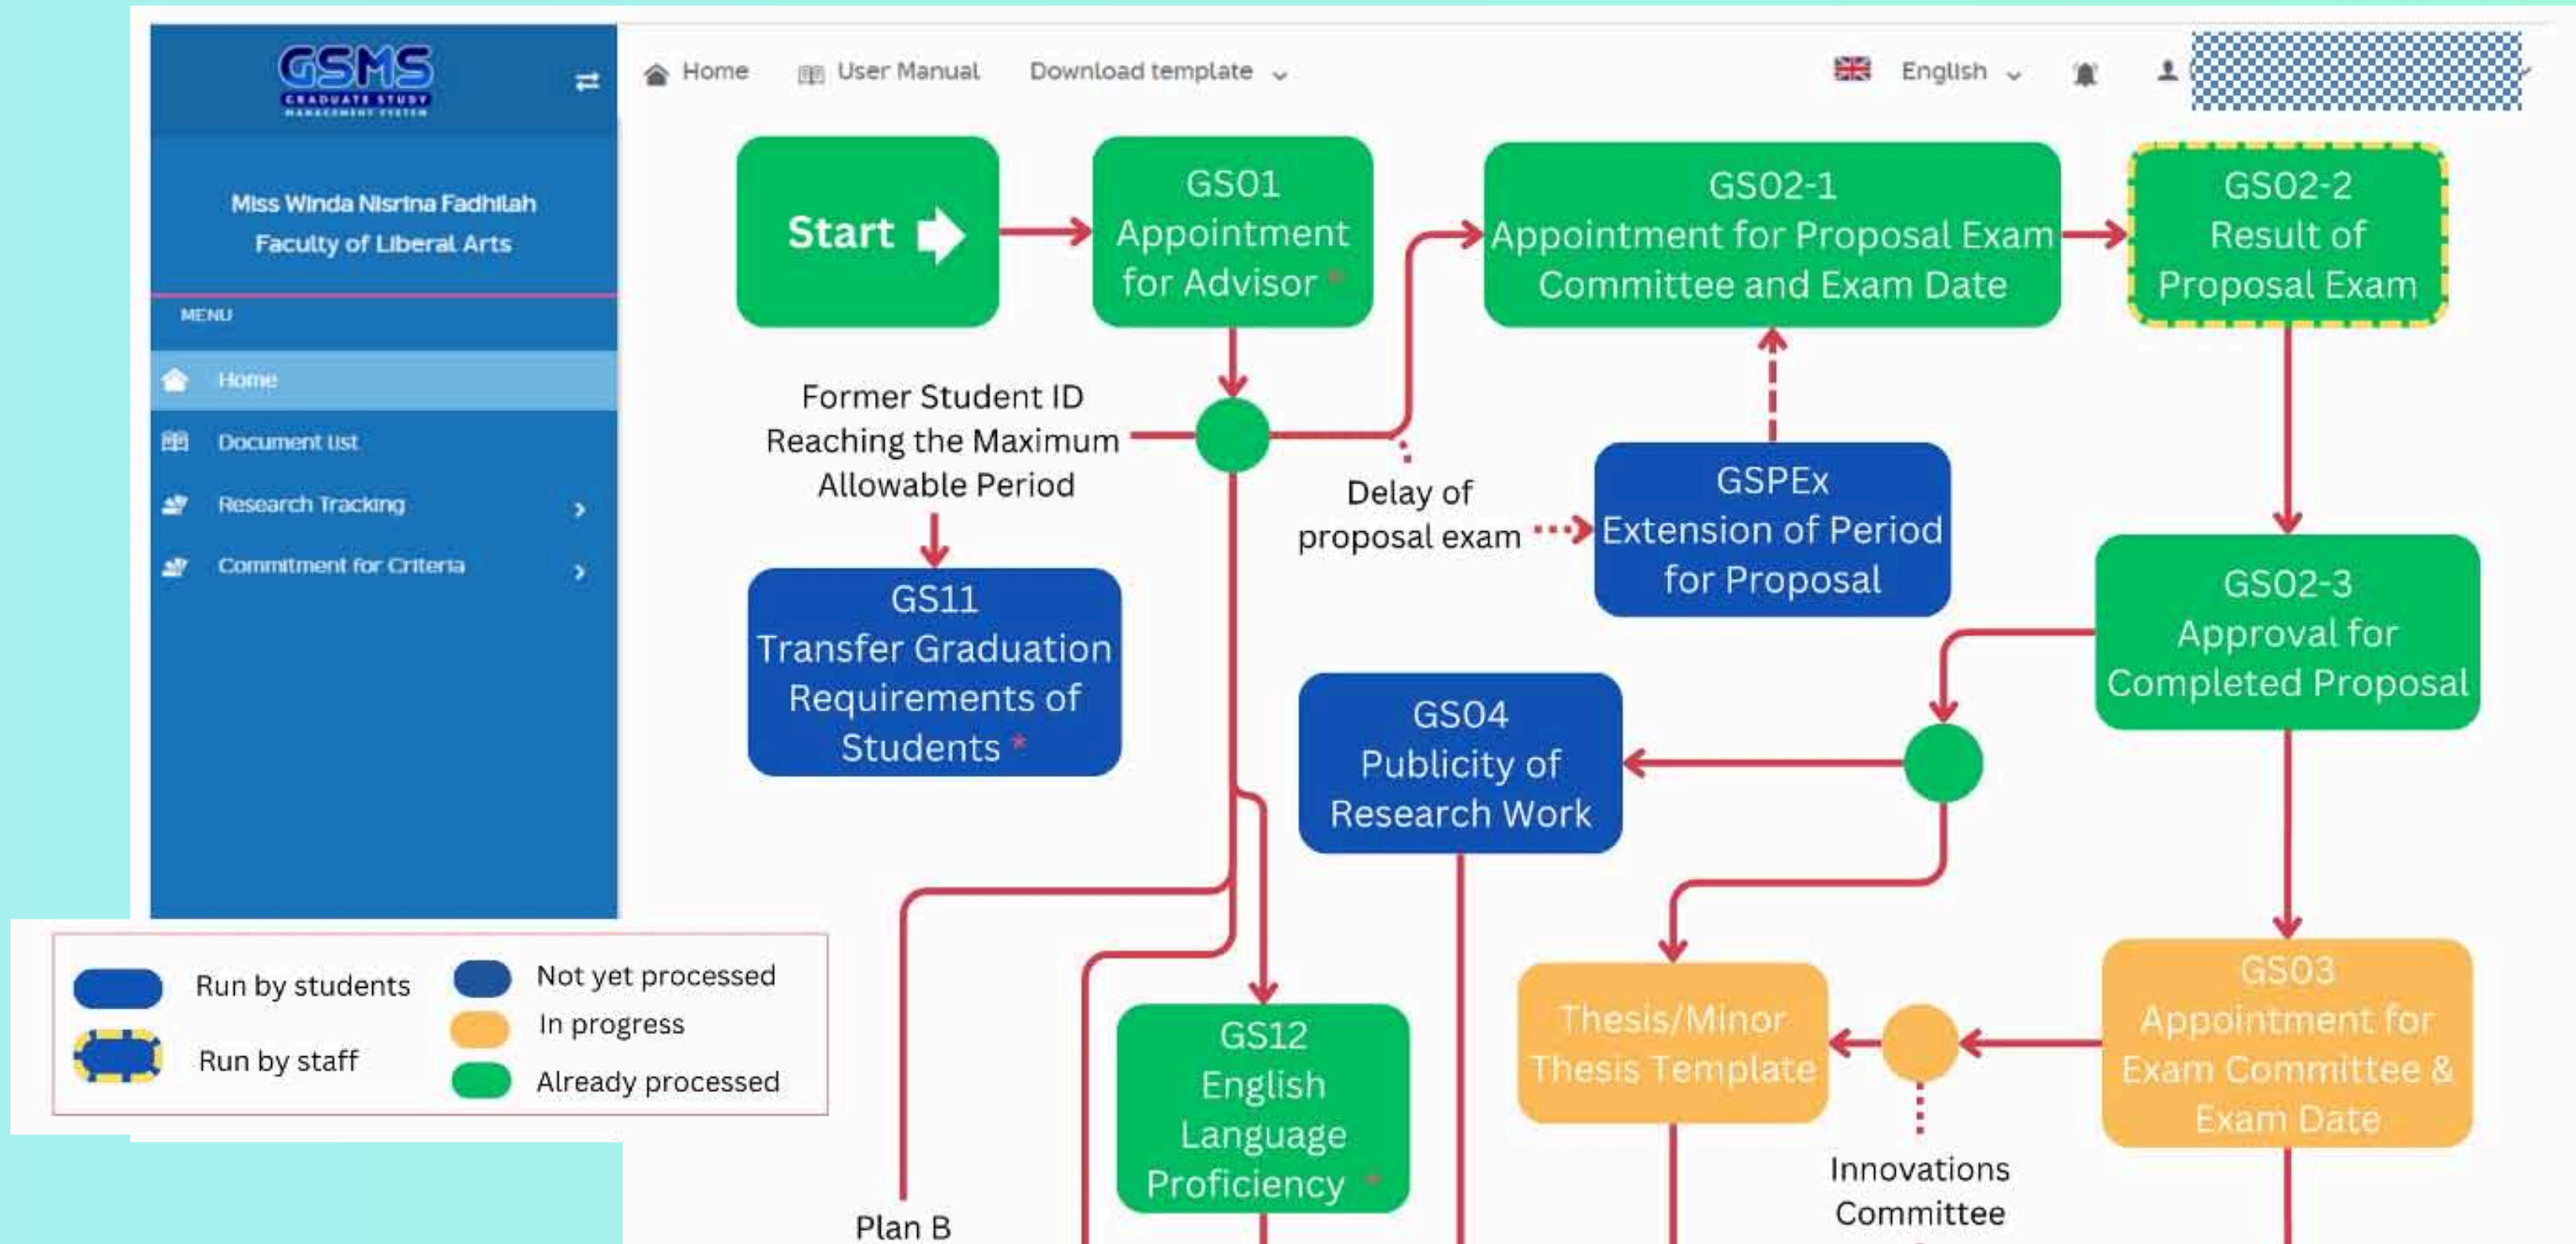 GSMS
GRADUATE STUDY
MANAGEMENT SYSTEM
Home
User Manual
Download template
English
Miss Winda Nisrina Fadhilah
Faculty of Liberal Arts
MENU
Home
Document list
Research Tracking
Commitment for Criteria
Start
GS01
Appointment
for Advisor *
GS02-1
Appointment for Proposal Exam
Committee and Exam Date
GS02-2
Result of
Proposal Exam
Former Student ID
Reaching the Maximum
Allowable Period
Delay of
proposal exam
GSPEx
Extension of Period
for Proposal
GS11
Transfer Graduation
Requirements of
Students *
GS02-3
Approval for
Completed Proposal
GS04
Publicity of
Research Work
GS12
English
Language
Proficiency *
Thesis/Minor
Thesis Template
GS03
Appointment for
Exam Committee &
Exam Date
Innovations
Committee
Plan B
Run by students
Run by staff
Not yet processed
In progress
Already processed